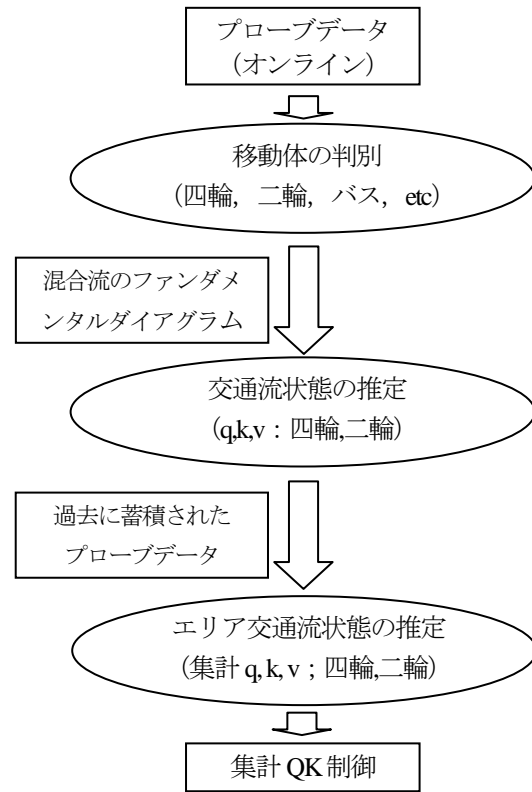 プローブデータ
（オンライン）
移動体の判別
（四輪，二輪，バス，etc）
混合流のファンダメ
ンタルダイアグラム
交通流状態の推定
（q,k,v：四輪,二輪）
過去に蓄積された
プローブデータ
エリア交通流状態の推定
（集計 q, k, v；四輪,二輪）
集計 QK 制御